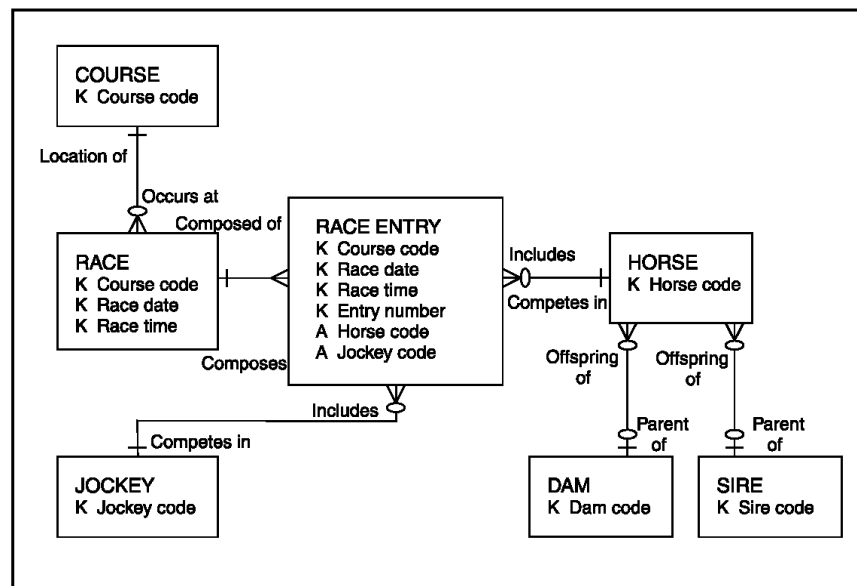 COURSE
K Course code
Location of
Occurs at
RACE
K Course code
K Race date
K Race time
Composed of
Composes
RACE ENTRY
K Course code
K Race date
K Race time
K Entry number
A Horse code
A Jockey code
Includes
Competes in
HORSE
K Horse code
Offspring
of
Offspring
of
Parent
of
Parent
of
Includes
Competes in
JOCKEY
K Jockey code
DAM
K Dam code
SIRE
K Sire code